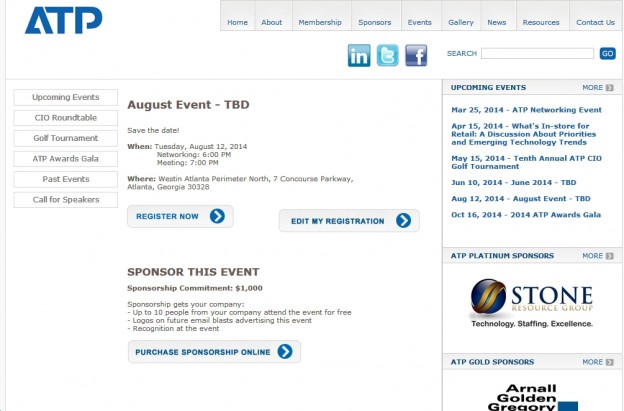 ATP
Home
About
Membership
Sponsors
Events
Gallery
News
Resources
Contact Us
in
t
f
SEARCH
GO
Upcoming Events
CIO Roundtable
Golf Tournament
ATP Awards Gala
Past Events
Call for Speakers
August Event - TBD
Save the date!
When: Tuesday, August 12, 2014
Networking: 6:00 PM
Meeting: 7:00 PM
Where: Westin Atlanta Perimeter North, 7 Concourse Parkway,
Atlanta, Georgia 30328
REGISTER NOW
EDIT MY REGISTRATION
SPONSOR THIS EVENT
Sponsorship Commitment: $1,000
Sponsorship gets your company:
- Up to 10 people from your company attend the event for free
- Logos on future email blasts advertising this event
- Recognition at the event
PURCHASE SPONSORSHIP ONLINE
UPCOMING EVENTS
MORE
Mar 25, 2014 - ATP Networking Event
Apr 15, 2014 - What's In-store for
Retail: A Discussion About Priorities
and Emerging Technology Trends
May 15, 2014 - Tenth Annual ATP CIO
Golf Tournament
Jun 10, 2014 - June 2014 - TBD
Aug 12, 2014 - August Event - TBD
Oct 16, 2014 - 2014 ATP Awards Gala
ATP PLATINUM SPONSORS
MORE
STONE
RESOURCE GROUP
Technology. Staffing. Excellence.
ATP GOLD SPONSORS
MORE
Arnall
Golden
Gregory